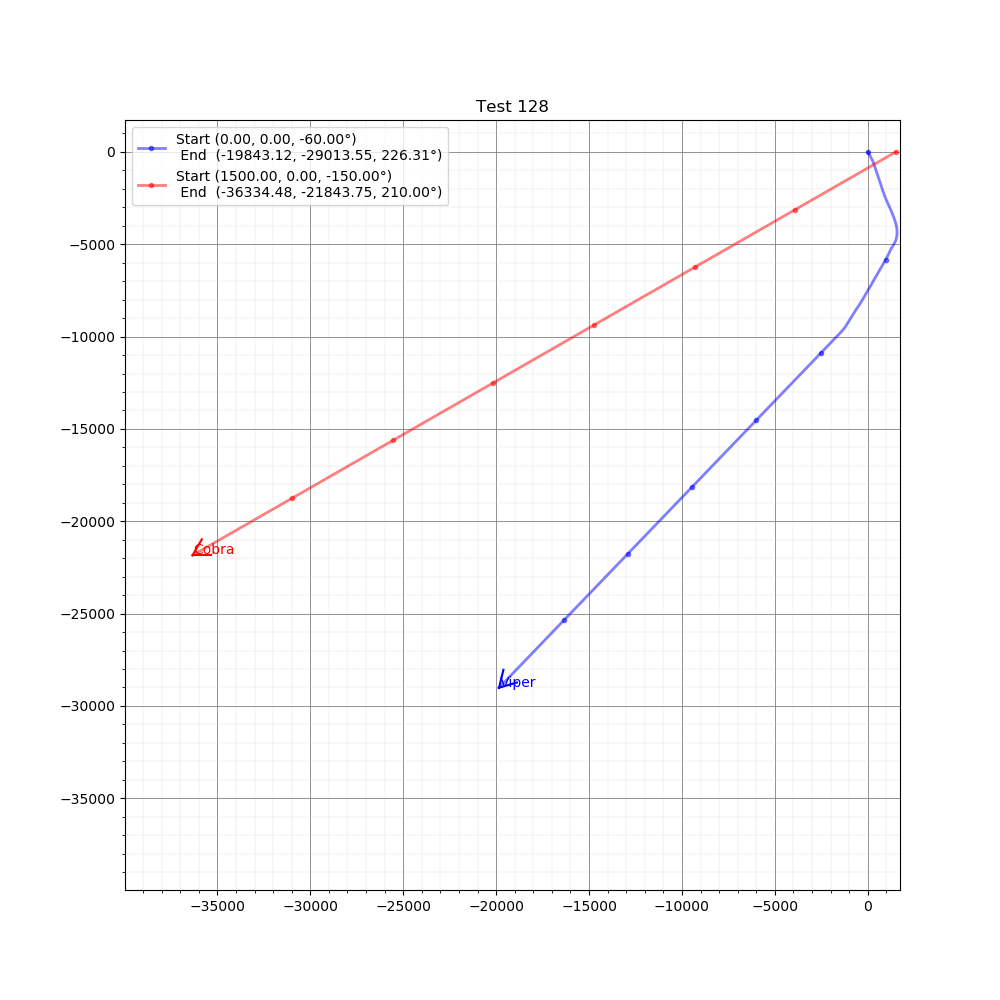 Test 128
Start (0.00, 0.00, -60.00°)
End (-19843.12, -29013.55, 226.31°)
Start (1500.00, 0.00, -150.00°)
End (-36334.48, -21843.75, 210.00°)
0
−5000
−10000
−15000
−20000
−25000
−30000
−35000
Cobra
Viper
−35000 −30000 −25000 −20000 −15000 −10000 −5000 0